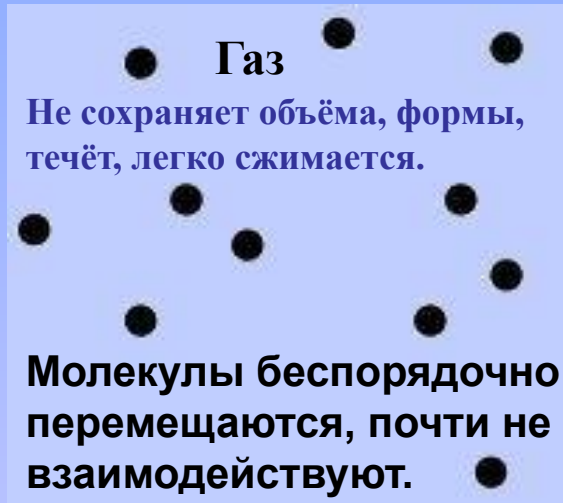 Газ
Не сохраняет объёма, формы,
течёт, легко сжимается.
Молекулы беспорядочно
перемещаются, почти не
взаимодействуют.